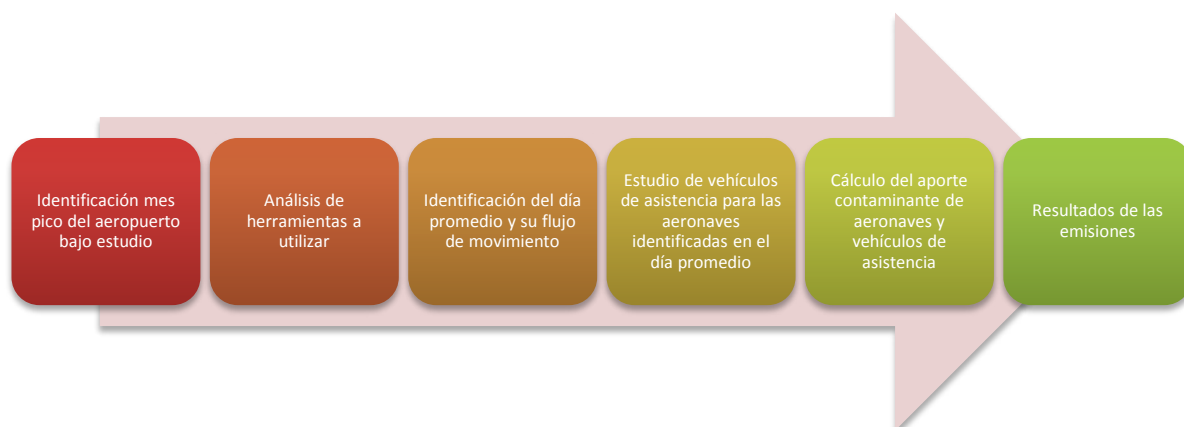 Identificación mes
pico del aeropuerto
bajo estudio
Análisis de
herramientas a
utilizar
Identificación del día
promedio y su flujo
de movimiento
Estudio de vehículos
de asistencia para las
aeronaves
identificadas en el
día promedio
Cálculo del aporte
contaminante de
aeronaves y
vehículos de
asistencia
Resultados de las
emisiones